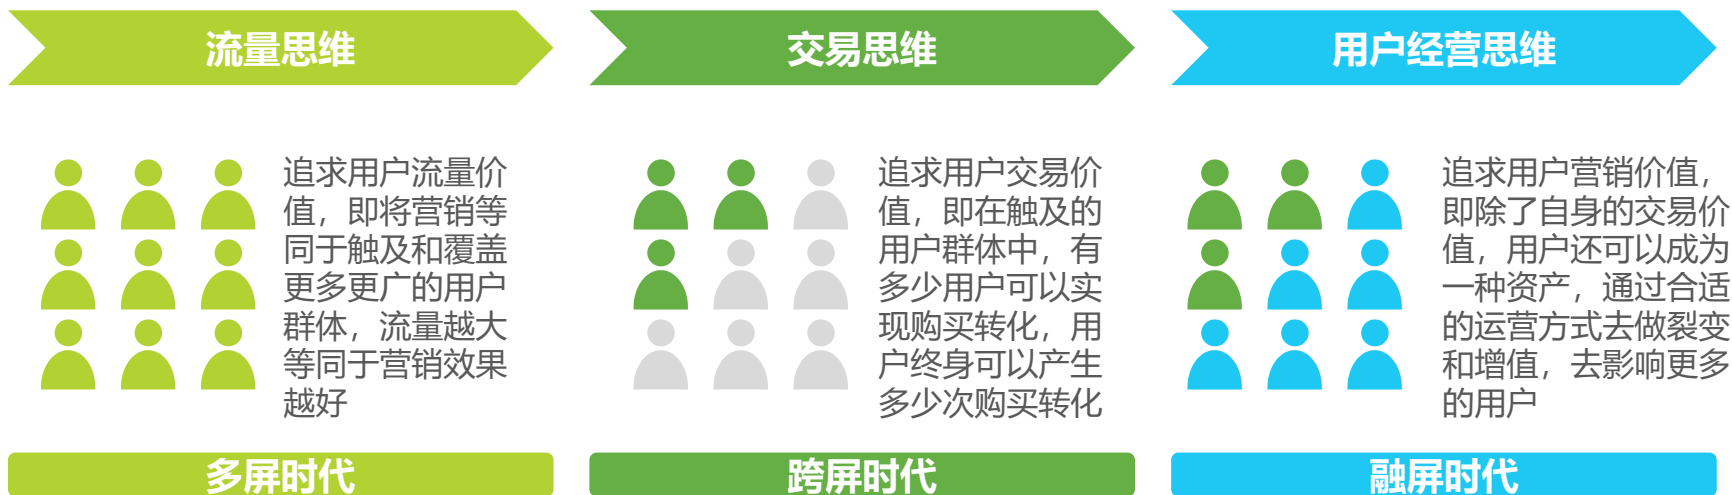 流量思维
交易思维
用户经营思维
追求用户流量价
值，即将营销等
同于触及和覆盖
更多更广的用户
群体，流量越大
等同于营销效果
越好
追求用户交易价
值，即在触及的
用户群体中，有
多少用户可以实
现购买转化，用
户终身可以产生
多少次购买转化
追求用户营销价值，
即除了自身的交易价
值，用户还可以成为
一种资产，通过合适
的运营方式去做裂变
和增值，去影响更多
的用户
多屏时代
跨屏时代
融屏时代